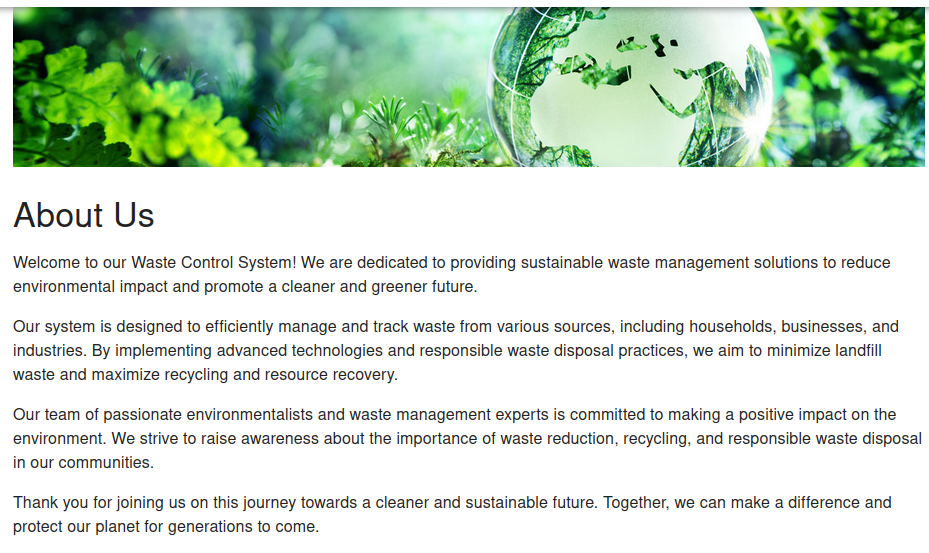 About Us
Welcome to our Waste Control System! We are dedicated to providing sustainable waste management solutions to reduce
environmental impact and promote a cleaner and greener future.
Our system is designed to efficiently manage and track waste from various sources, including households, businesses, and
industries. By implementing advanced technologies and responsible waste disposal practices, we aim to minimize landfill
waste and maximize recycling and resource recovery.
Our team of passionate environmentalists and waste management experts is committed to making a positive impact on the
environment. We strive to raise awareness about the importance of waste reduction, recycling, and responsible waste disposal
in our communities.
Thank you for joining us on this journey towards a cleaner and sustainable future. Together, we can make a difference and
protect our planet for generations to come.